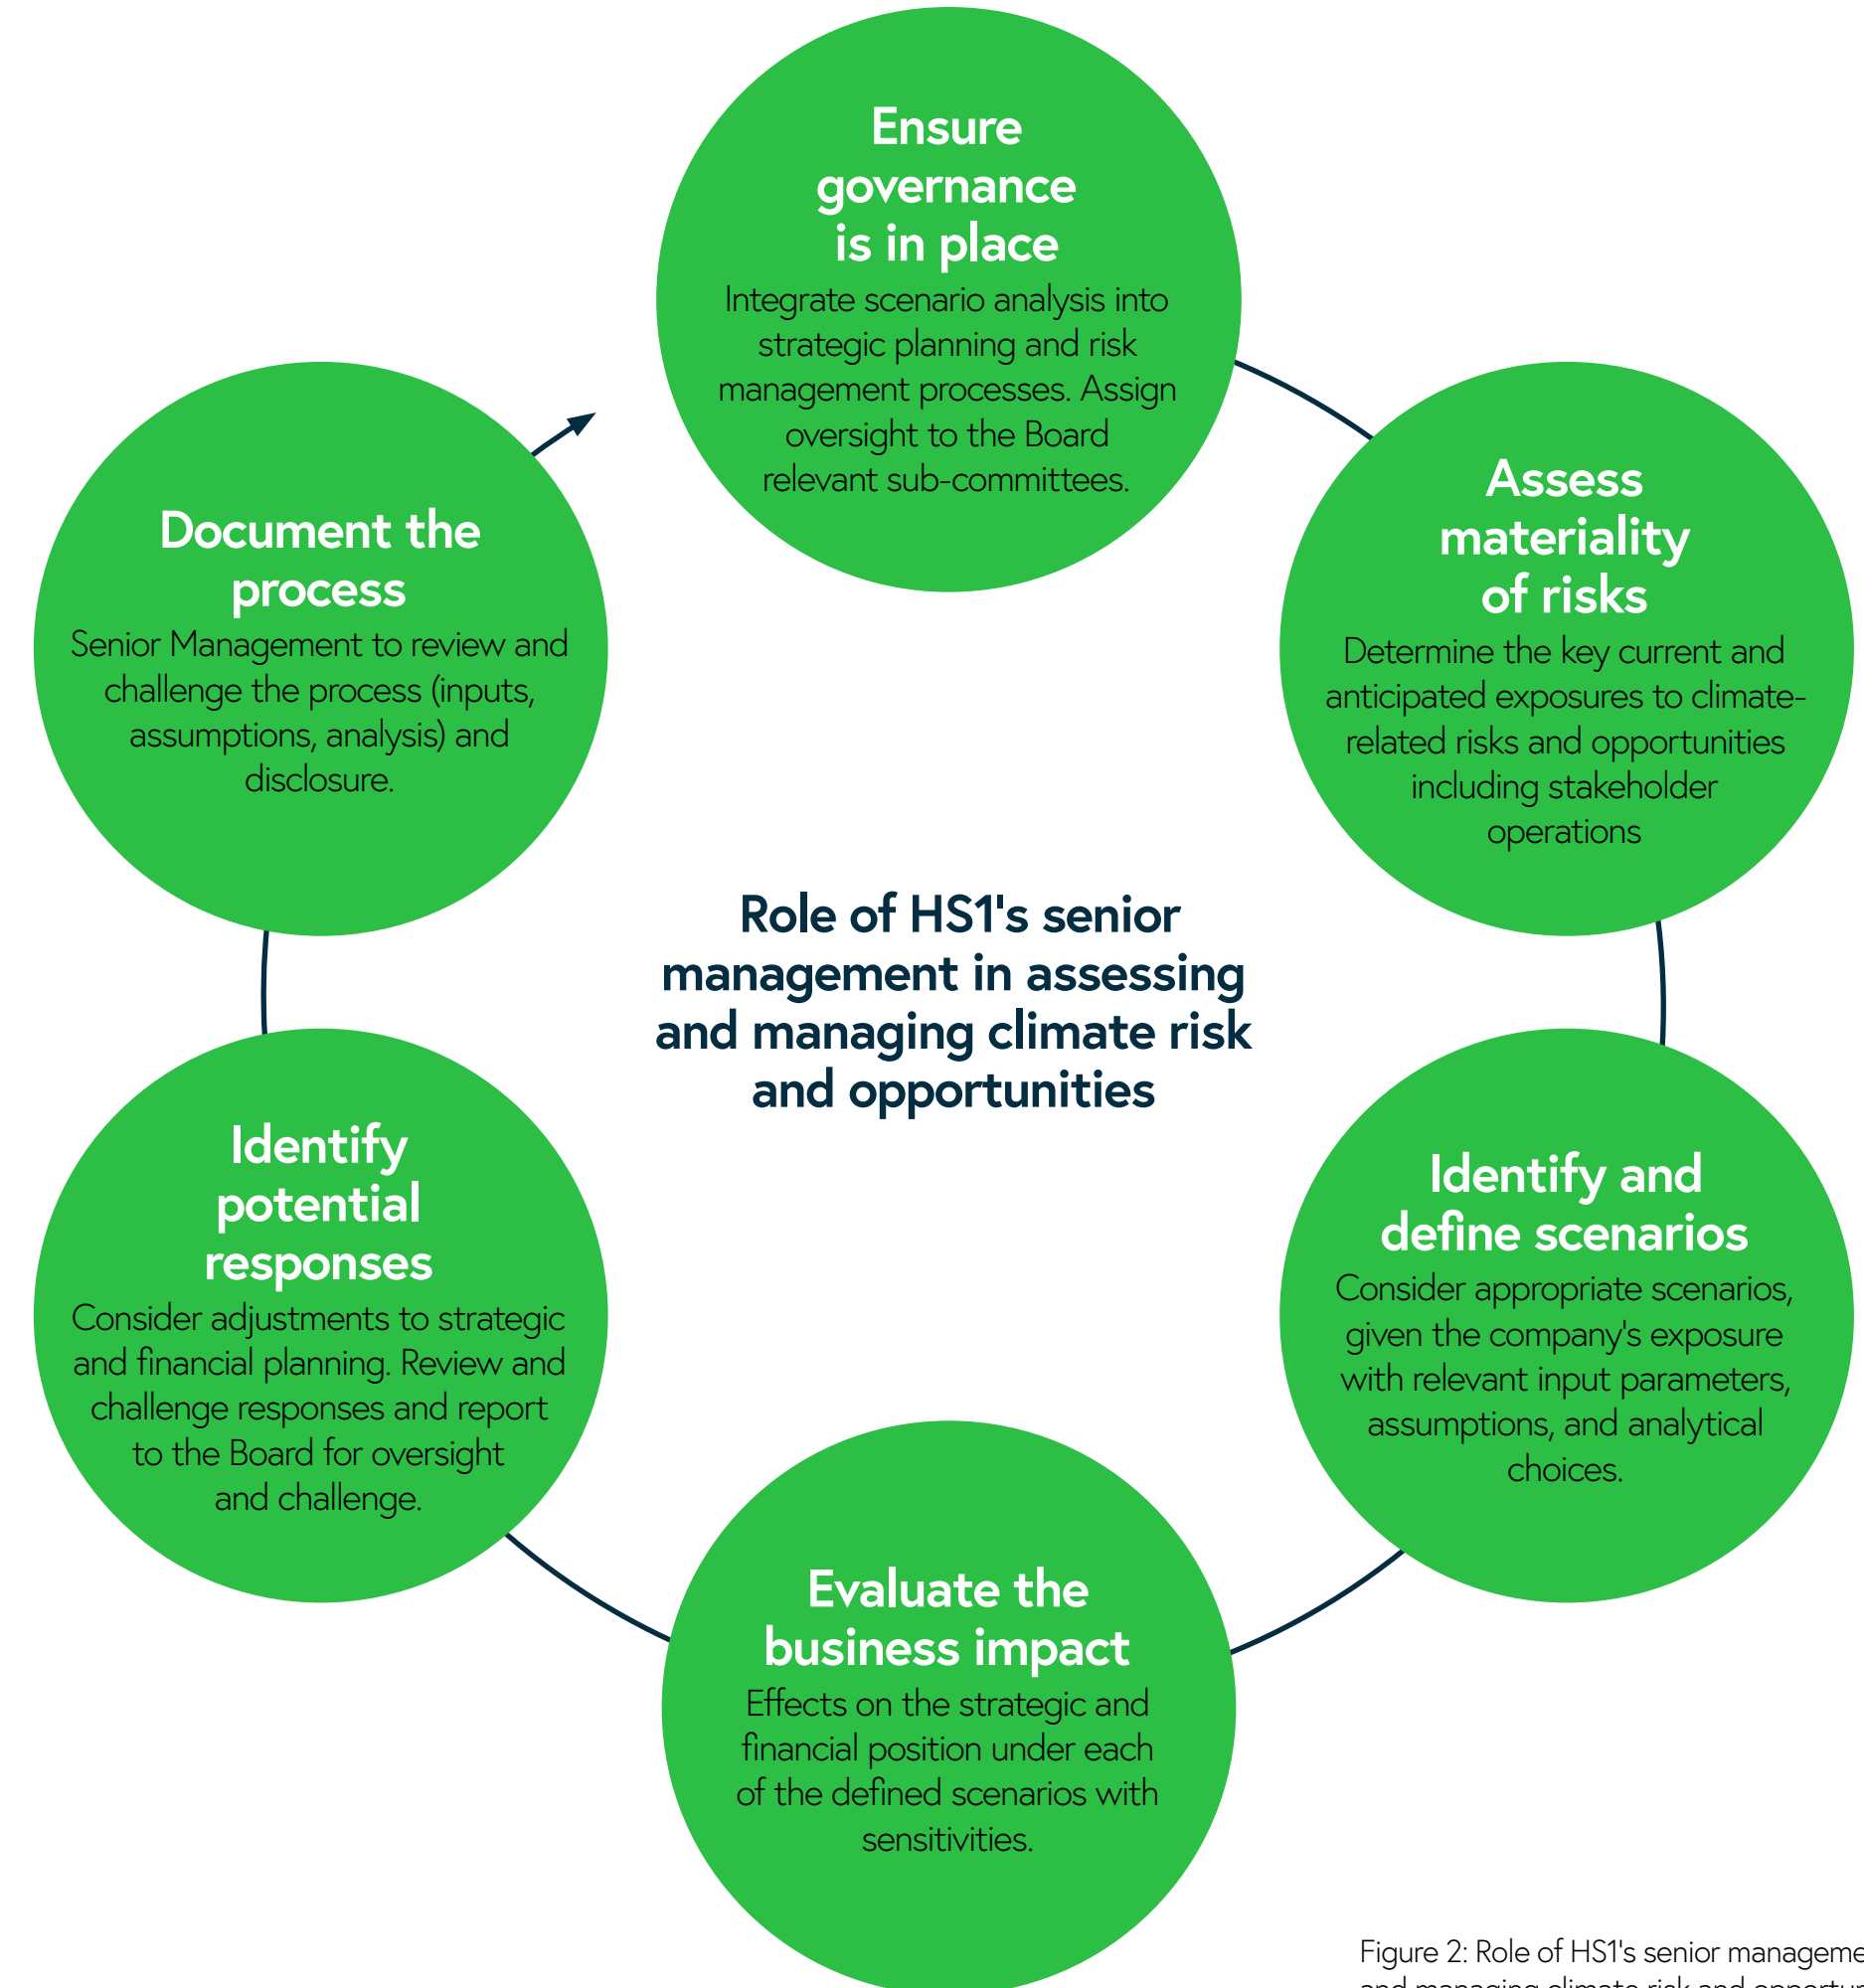 Ensure
governance
is in place
Integrate scenario analysis into
strategic planning and risk
management processes. Assign
oversight to the Board
relevant sub-committees.
Assess
materiality
of risks
Determine the key current and
anticipated exposures to climate-
related risks and opportunities
including stakeholder
operations
Identify and
define scenarios
Consider appropriate scenarios,
given the company's exposure
with relevant input parameters,
assumptions, and analytical
choices.
Evaluate the
business impact
Effects on the strategic and
financial position under each
of the defined scenarios with
sensitivities.
Identify
potential
responses
Consider adjustments to strategic
and financial planning. Review and
challenge responses and report
to the Board for oversight
and challenge.
Document the
process
Senior Management to review and
challenge the process (inputs,
assumptions, analysis) and
disclosure.
Role of HS1's senior
management in assessing
and managing climate risk
and opportunities
Figure 2: Role of HS1's senior
and managing climate risk and